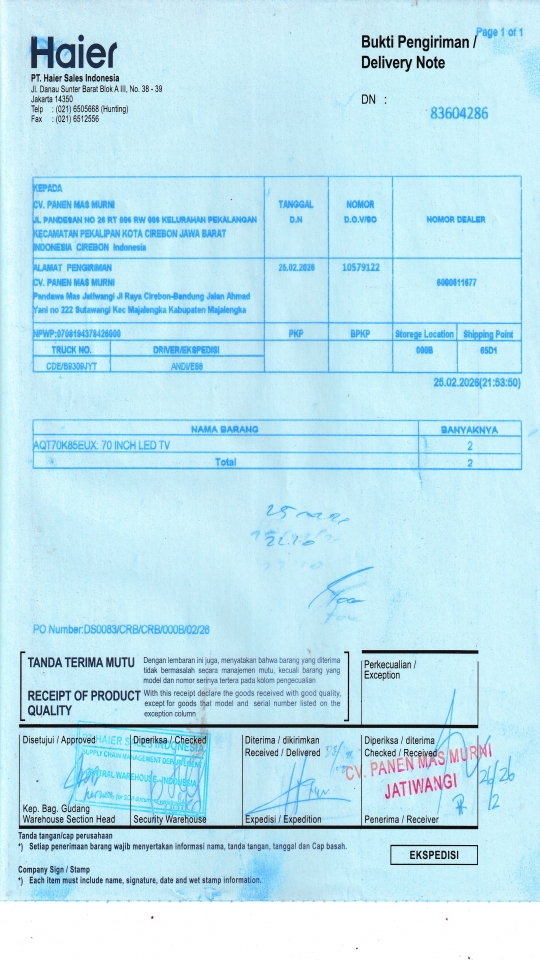 Page 1 of 1
Haier
PT. Haier Sales Indonesia
Jl. Danau Sunter Barat Blok A III, No. 38 - 39
Jakarta 14350
Telp : (021) 6505668 (Hunting)
Fax : (021) 6512556
Bukti Pengiriman /
Delivery Note
DN :
83604286
KEPADA
CV. PANEN MAS MURNI
JL PANDESAN NO 26 RT 006 RW 006 KELURAHAN PEKALANGAN
KECAMATAN PEKALIPAN KOTA CIREBON JAWA BARAT
INDONESIA CIREBON Indonesia
TANGGAL
D.N
NOMOR
D.O.V/SO
NOMOR DEALER
ALAMAT PENGIRIMAN
CV. PANEN MAS MURNI
Pandawa Mas Jatiwangi Jl Raya Cirebon-Bandung Jalan Ahmad
Yani no 222 Sutawangi Kec Majalengka Kabupaten Majalengka
25.02.2026
10579122
NPWP:0708194378426000
PKP
BPKP
Storege Location
Shipping Point
TRUCK NO.
DRIVER/EKSPEDISI
000B
65D1
25.02.2026(21:53:50)
NAMA BARANG
BANYAKNYA
AQT70K85EUX: 70 INCH LED TV
2
Total
2
PO Number:DS0083/CRB/CRB/000B/02/26
TANDA TERIMA MUTU
Dengan lembaran ini juga, menyatakan bahwa barang yang diterima
tidak bermasalah secara manajemen mutu, kecuali barang yang
model dan nomor serinya tertera pada kolom pengecualian
RECEIPT OF PRODUCT
QUALITY
With this receipt declare the goods received with good quality,
except for goods that model and serial number listed on the
exception column
Perkecualian /
Exception
Disetujui / Approved
Diperiksa / Checked
Diterima / dikirimkan
Received / Delivered
Diperiksa / diterima
Checked / Received
HAIER SALES INDONESIA
SUPPLY CHAIN MANAGEMENT DEPARTEMENT
CENTRAL WAREHOUSE - INDONESIA
CV. PANEN MAS MURNI
JATIWANGI
Kep. Bag. Gudang
Warehouse Section Head
Security Warehouse
Expedisi / Expedition
Penerima / Receiver
Tanda tangan/cap perusahaan
*) Setiap penerimaan barang wajib menyertakan informasi nama, tanda tangan, tanggal dan Cap basah.
EKSPEDISI
Company Sign / Stamp
*) Each item must include name, signature, date and wet stamp information.